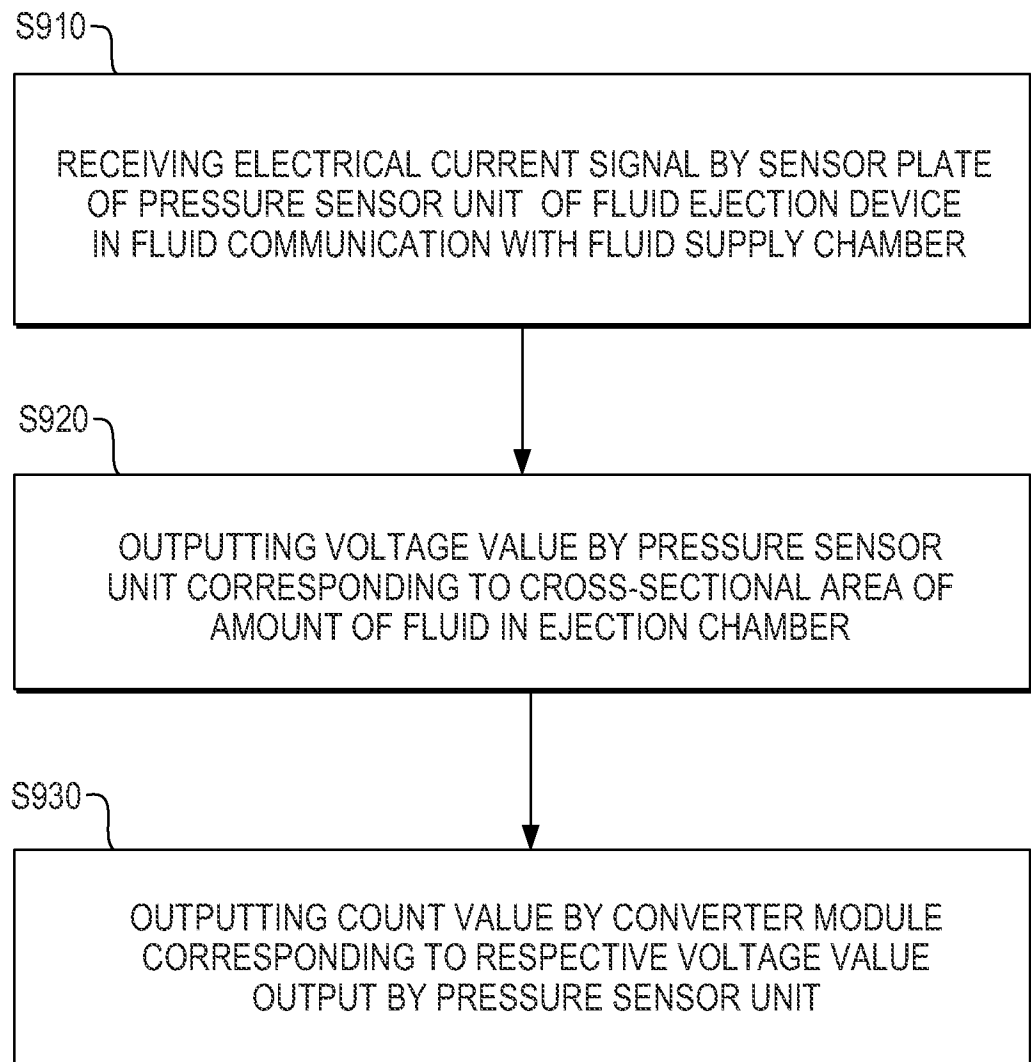 S910
RECEIVING ELECTRICAL CURRENT SIGNAL BY SENSOR PLATE
OF PRESSURE SENSOR UNIT OF FLUID EJECTION DEVICE
IN FLUID COMMUNICATION WITH FLUID SUPPLY CHAMBER
S920
OUTPUTTING VOLTAGE VALUE BY PRESSURE SENSOR
UNIT CORRESPONDING TO CROSS-SECTIONAL AREA OF
AMOUNT OF FLUID IN EJECTION CHAMBER
S930
OUTPUTTING COUNT VALUE BY CONVERTER MODULE
CORRESPONDING TO RESPECTIVE VOLTAGE VALUE
OUTPUT BY PRESSURE SENSOR UNIT